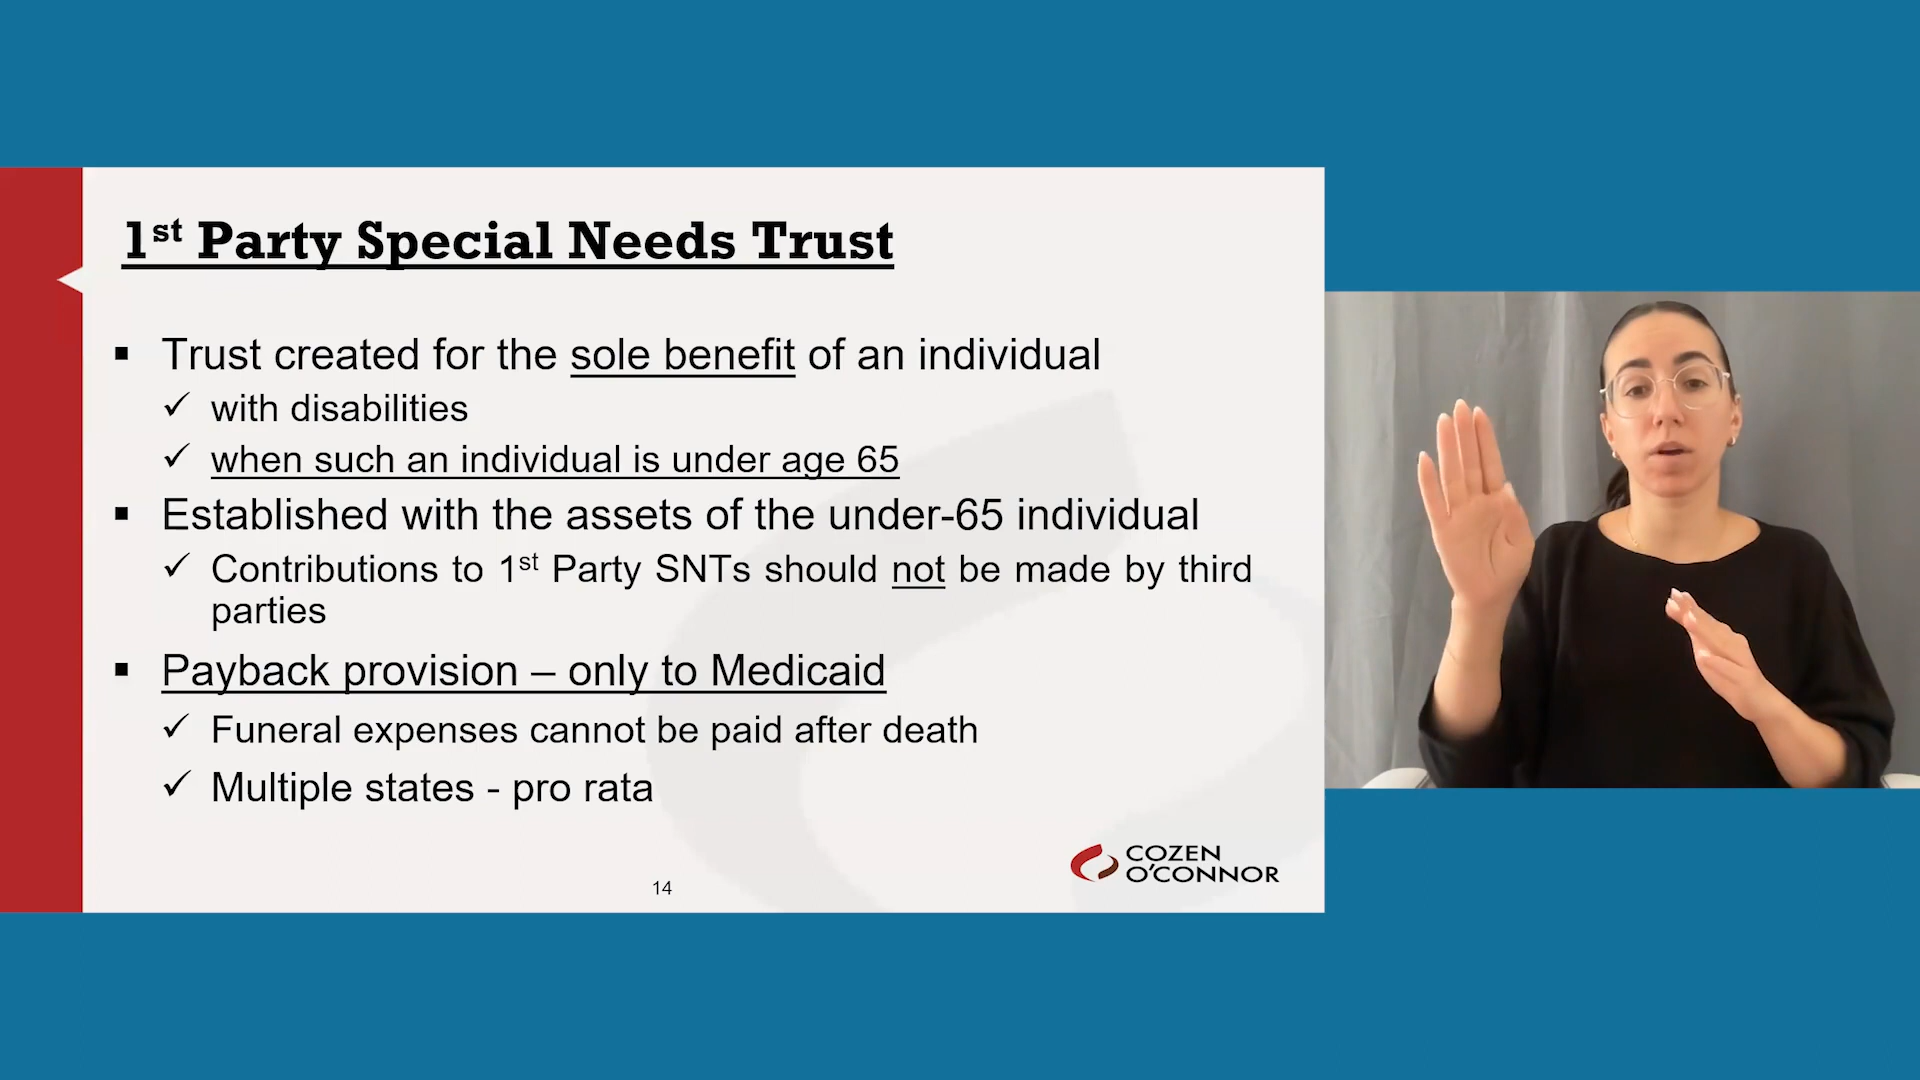 1st Party Special Needs Trust
▪ Trust created for the sole benefit of an individual
✓ with disabilities
✓ when such an individual is under age 65
▪ Established with the assets of the under-65 individual
✓ Contributions to 1st Party SNTs should not be made by third
parties
▪ Payback provision – only to Medicaid
✓ Funeral expenses cannot be paid after death
✓ Multiple states - pro rata
COZEN
O'CONNOR
14